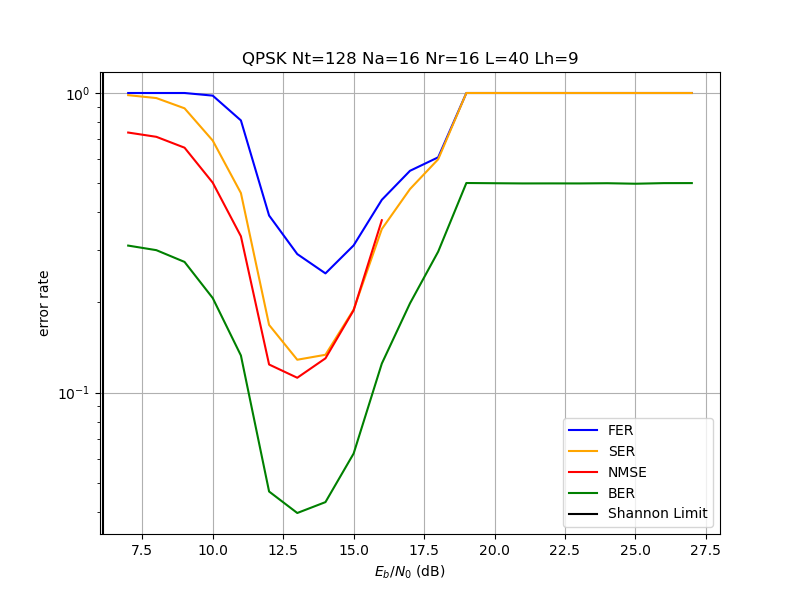 QPSK Nt=128 Na=16 Nr=16 L=40 Lh=9
10⁰
10⁻¹
error rate
7.5 10.0 12.5 15.0 17.5 20.0 22.5 25.0 27.5
E_b/N_0 (dB)
FER
SER
NMSE
BER
Shannon Limit